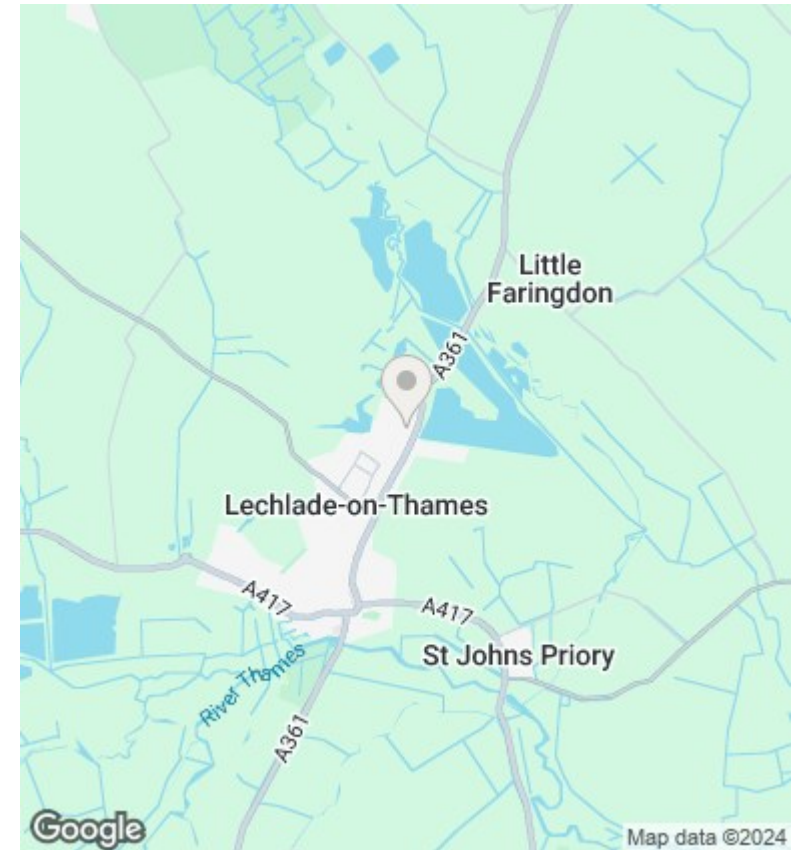 Little
Faringdon
A361
Lechlade-on-Thames
A417
A417
St Johns Priory
River Thames
A361
Google
Map data ©2024